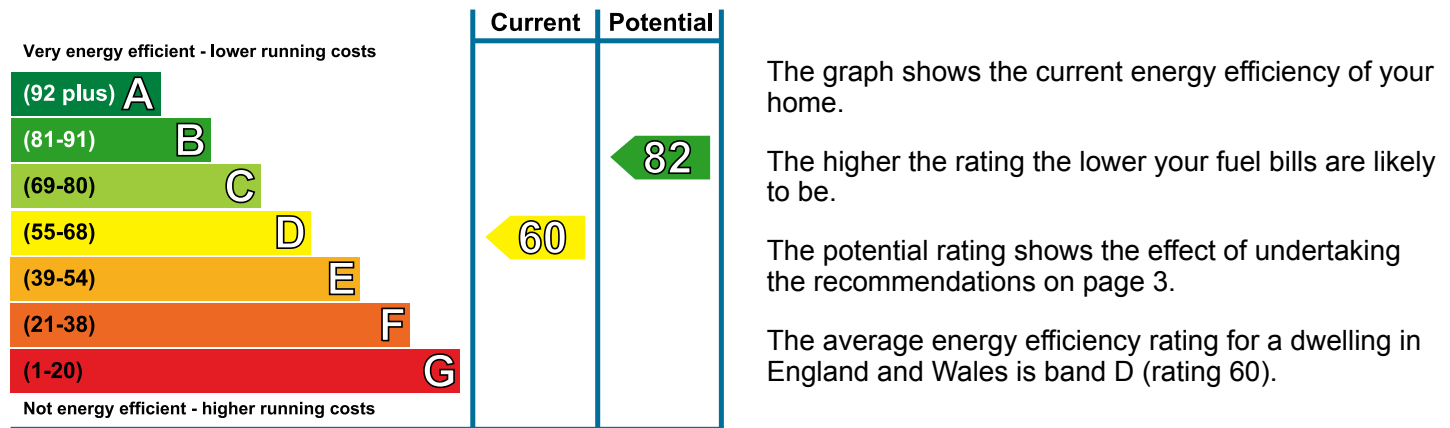 Current Potential
Very energy efficient - lower running costs
(92 plus) A
(81-91) B
82
(69-80) C
(55-68) D
60
(39-54) E
(21-38) F
(1-20) G
Not energy efficient - higher running costs
The graph shows the current energy efficiency of your
home.
The higher the rating the lower your fuel bills are likely
to be.
The potential rating shows the effect of undertaking
the recommendations on page 3.
The average energy efficiency rating for a dwelling in
England and Wales is band D (rating 60).